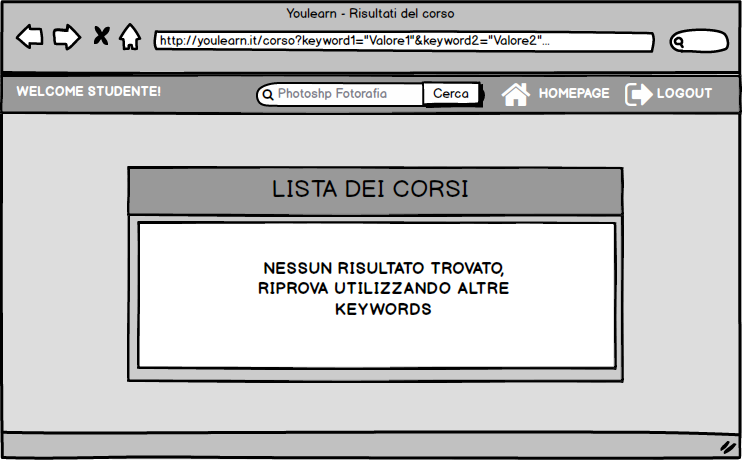 Youlearn - Risultati del corso
http://youlearn.it/corso?keyword1="Valore1"&keyword2="Valore2"...
WELCOME STUDENTE!
Photoshp Fotorafia
Cerca
HOMEPAGE
LOGOUT
LISTA DEI CORSI
NESSUN RISULTATO TROVATO,
RIPROVA UTILIZZANDO ALTRE
KEYWORDS